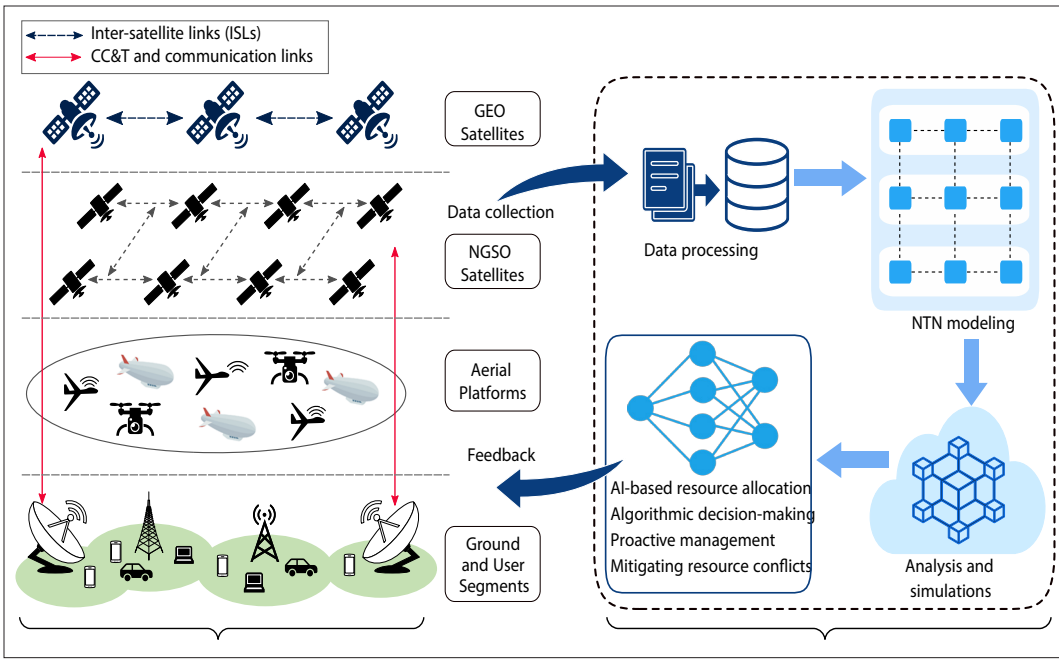 Inter-satellite links (ISLs)
CC&T and communication links
GEO
Satellites
Data collection
NGSO
Satellites
Aerial
Platforms
Feedback
Ground
and User
Segments
Data processing
NTN modeling
Analysis and
simulations
AI-based resource allocation
Algorithmic decision-making
Proactive management
Mitigating resource conflicts